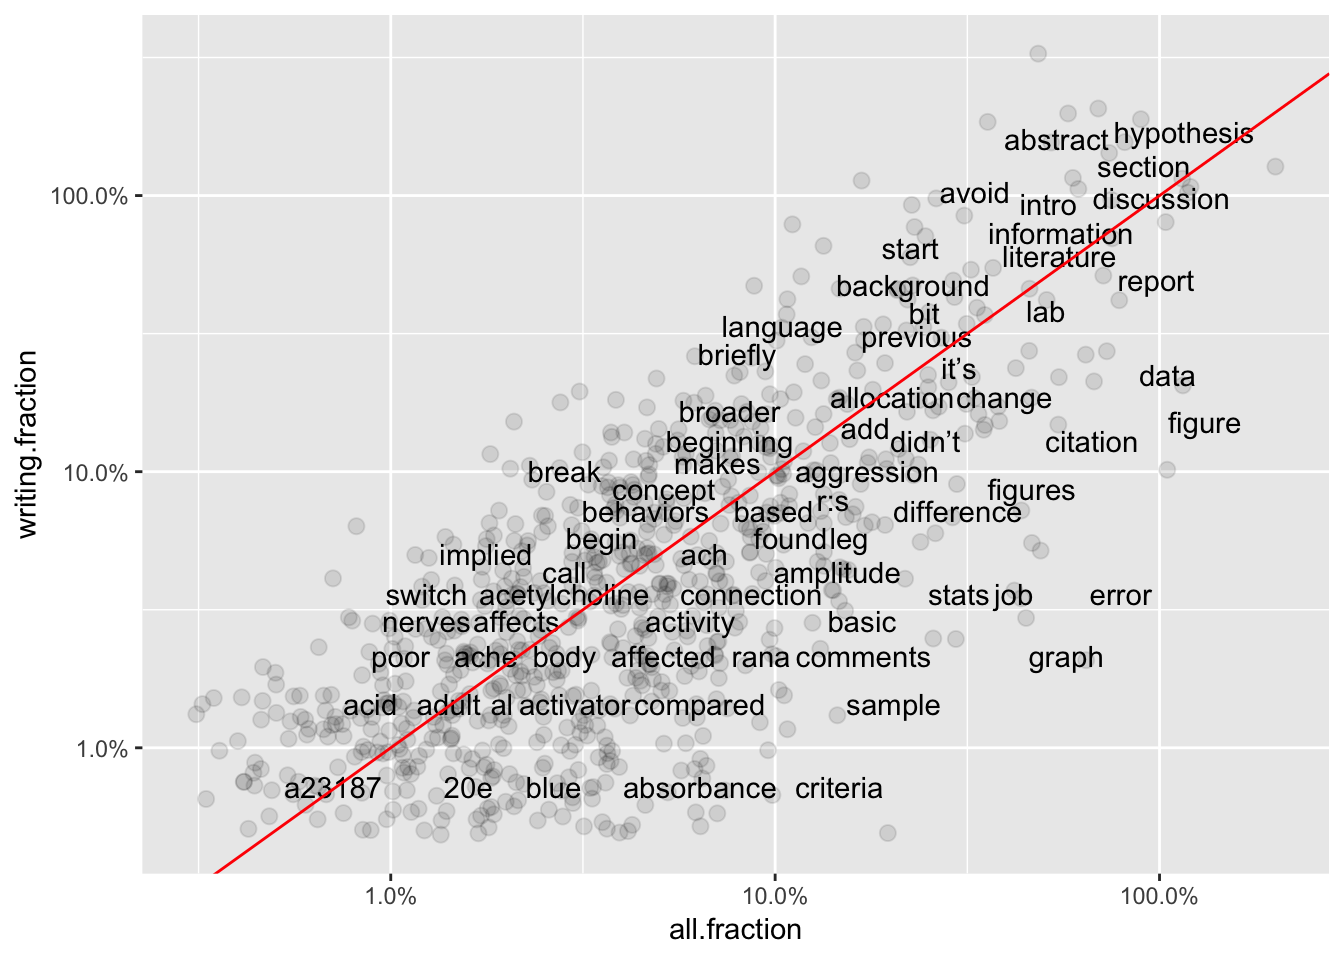 hypothesis
abstract
section
100.0%
avoid
discussion
intro
information
start
literature
report
background
bit
lab
language
previous
briefly
it’s
data
allocation change
broader
figure
add
beginning
didn’t
citation
makes
10.0%
break
aggression
concept
figures
r:s
behaviors
based
difference
begin
found leg
implied
ach
call
amplitude
switch acetylcholine connection stats job error
nerves affects activity basic
poor ache body affected rana comments graph
acid adult al activator compared sample
1.0%
a23187 20e blue absorbance criteria
writing.fraction
1.0% 10.0% 100.0%
all.fraction